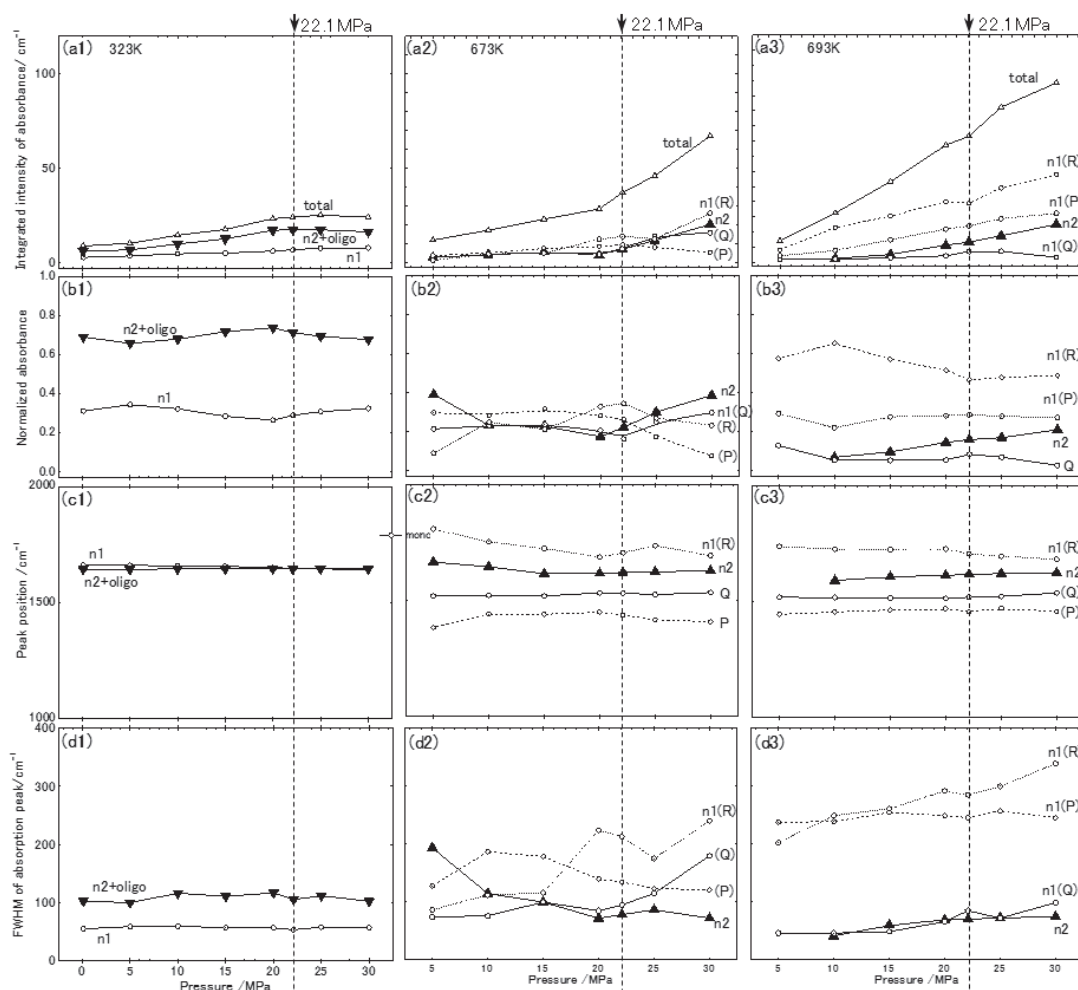 22.1MPa 22.1MPa 22.1MPa
(a1) 323K (a2) 673K (a3) 693K
Integrated intensity of absorbance/ cm⁻¹
100
50
0
total
n2+oligo
n1
total
n1(R)
n2
(Q)
(P)
total
n1(R)
n1(P)
n2
n1(Q)
(b1) (b2) (b3)
Normalized absorbance
1.0
0.8
0.6
0.4
0.2
0.0
n2+oligo
n1
n2
n1(Q)
(R)
(P)
n1(R)
n1(P)
n2
Q
(c1) (c2) (c3)
Peak position/cm⁻¹
2000
1500
1000
n1
n2+oligo
mono
n1(R)
n2
Q
P
n1(R)
n2
(Q)
(P)
(d1) (d2) (d3)
FWHM of absorption peak/cm⁻¹
400
300
200
100
0
n2+oligo
n1
n1(R)
(Q)
(P)
n2
n1(R)
n1(P)
n1(Q)
n2
0 5 10 15 20 25 30 5 10 15 20 25 30 5 10 15 20 25 30
Pressure /MPa Pressure /MPa Pressure /MPa